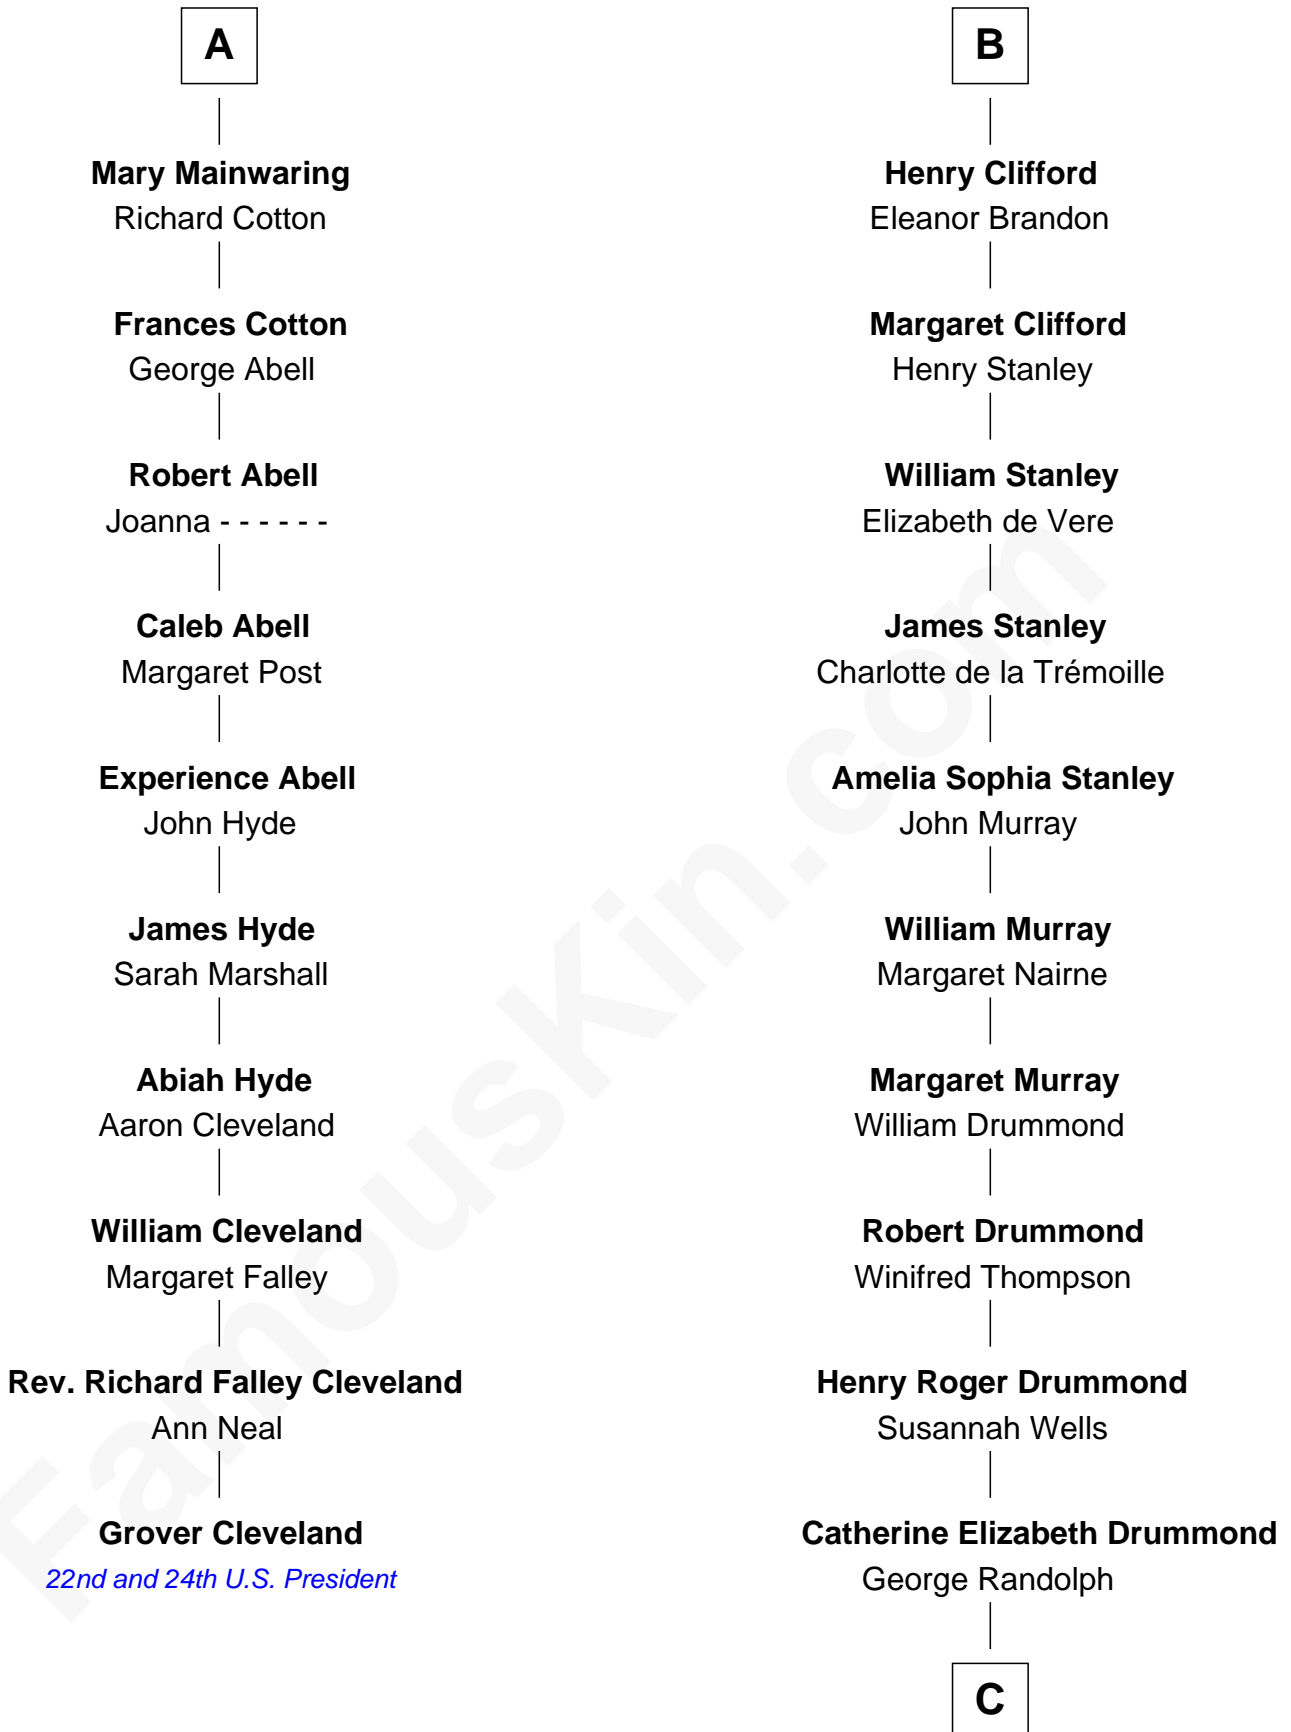 A
Mary Mainwaring
Richard Cotton
Frances Cotton
George Abell
Robert Abell
Joanna - - - - - -
Caleb Abell
Margaret Post
Experience Abell
John Hyde
James Hyde
Sarah Marshall
Abiah Hyde
Aaron Cleveland
William Cleveland
Margaret Falley
Rev. Richard Falley Cleveland
Ann Neal
Grover Cleveland
22nd and 24th U.S. President
B
Henry Clifford
Eleanor Brandon
Margaret Clifford
Henry Stanley
William Stanley
Elizabeth de Vere
James Stanley
Charlotte de la Trémoille
Amelia Sophia Stanley
John Murray
William Murray
Margaret Nairne
Margaret Murray
William Drummond
Robert Drummond
Winifred Thompson
Henry Roger Drummond
Susannah Wells
Catherine Elizabeth Drummond
George Randolph
C
FamousKin.com